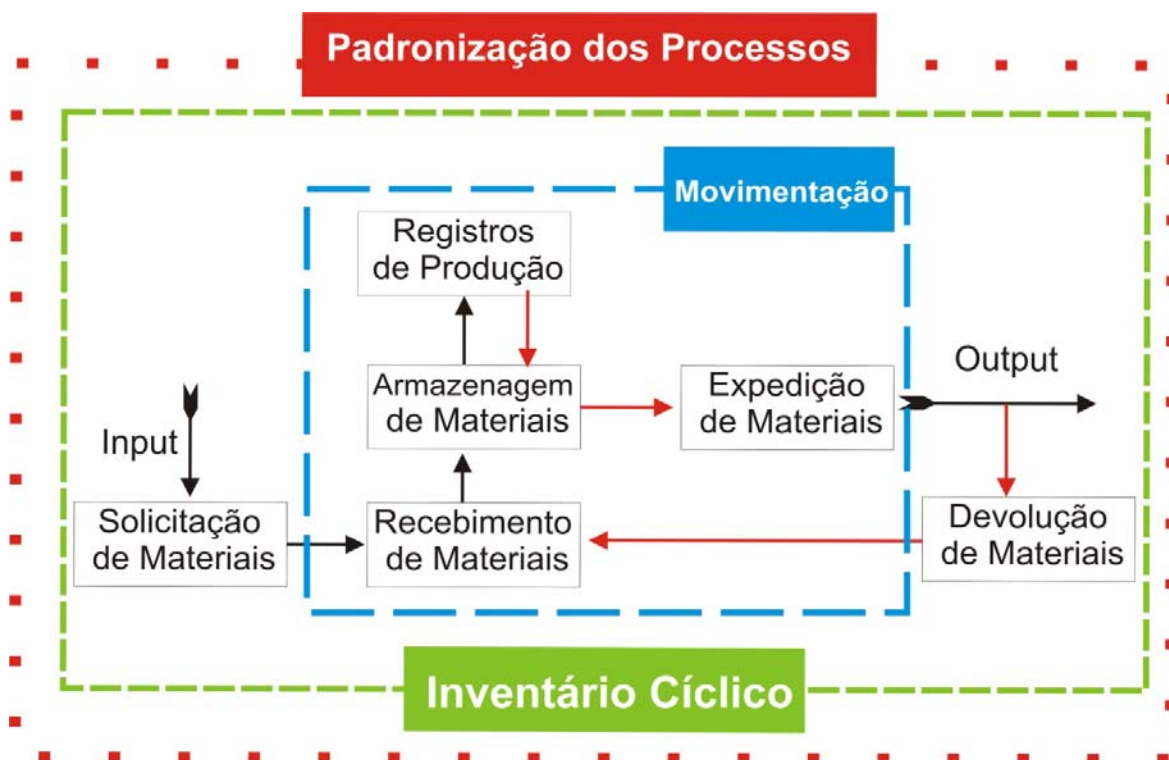 Padronização dos Processos
Movimentação
Registros
de Produção
Armazenagem
de Materiais
Expedição
de Materiais
Output
Input
Solicitação
de Materiais
Recebimento
de Materiais
Devolução
de Materiais
Inventário Cíclico